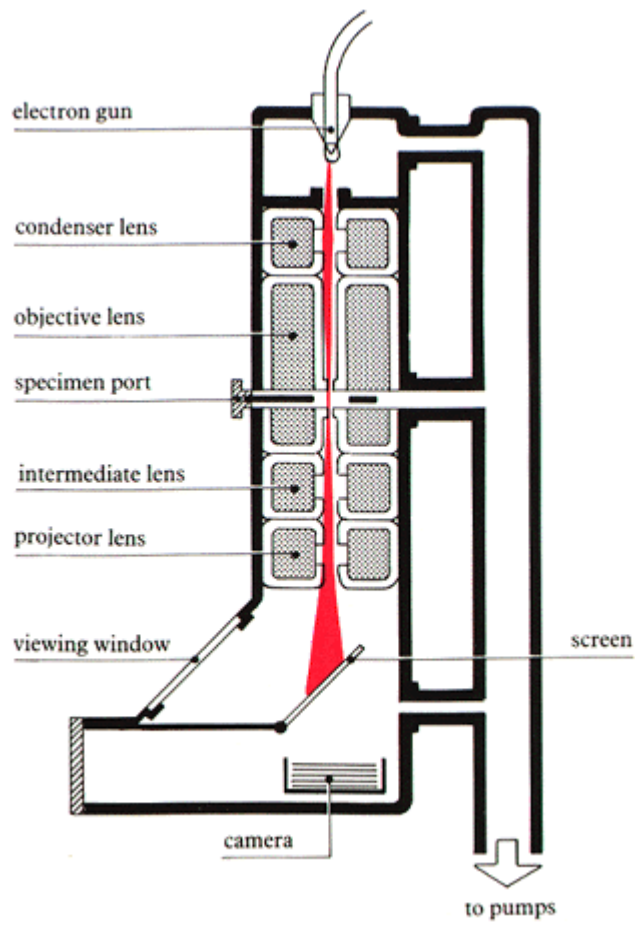 electron gun
condenser lens
objective lens
specimen port
intermediate lens
projector lens
viewing window
screen
camera
to pumps